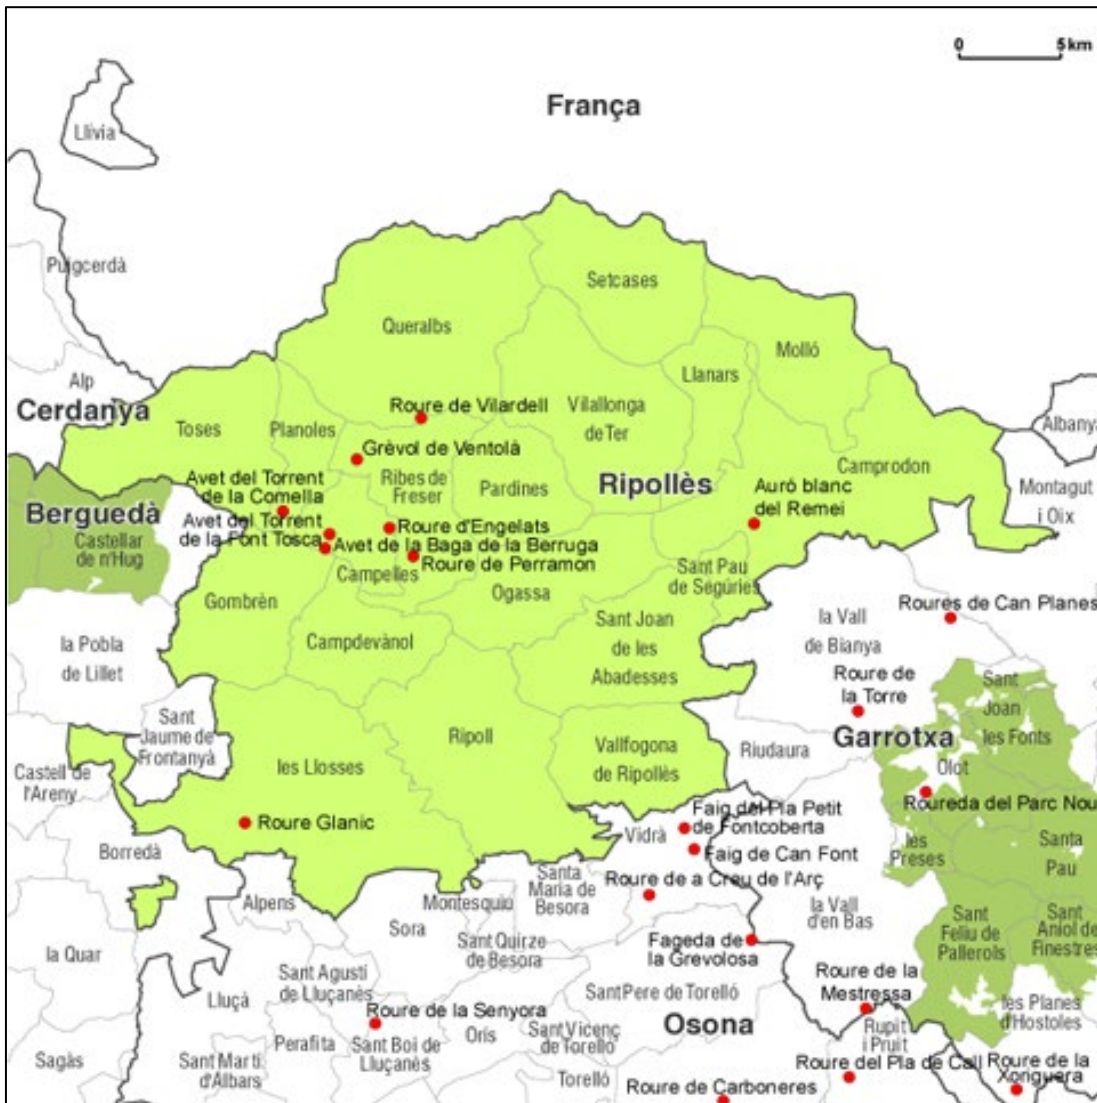 0 5 km
França
Llívia
Puigcerdà
Setcases
Queralbs
Molló
Llanars
Alp
Cerdanya
Roure de Vilardell
Vilallonga
de Ter
Albanyà
Toses
Planoles
Grèvol de Ventolà
Camprodon
Avet del Torrent
de la Comella
Ribes de
Freser
Pardines
Ripollès
Auró blanc
del Remei
Montagut
i Oix
Berguedà
Avet del Torrent
de la Font Tosca
Roure d'Engelats
Castellar
de n'Hug
Avet de la Baga de la Berruga
Roure de Perramon
Campelles
Sant Pau
de Segúries
Gombrèn
Ogassa
Roures de Can Planes
la Vall
de Bianya
Sant Joan
de les
Abadesses
Campdevànol
la Pobla
de Lillet
Roure de
la Torre
Sant
Joan
les Fonts
Sant
Jaume de
Frontanyà
Ripoll
Vallfogona
de Ripollès
Riudaura
Garrotxa
Olot
Castell de
l'Areny
les Llosses
Roureda del Parc Nou
Roure Glanic
Faig del Pla Petit
de Fontcoberta
Vidrà
Faig de Can Font
les
Preses
Santa
Pau
Borredà
Santa
Maria de
Besora
Roure de a Creu de l'Arç
Alpens
Montesquiu
la Vall
d'en Bas
Sora
Sant Quirze
de Besora
Fageda de
la Grevolosa
Sant
Feliu de
Pallerols
Sant
Aniol de
Finestres
la Quar
Sant Agustí
de Lluçanès
Lluçà
Sant Pere de Torelló
Roure de la
Mestressa
les Planes
d'Hostoles
Roure de la Senyora
Osona
Rupit
i Pruit
Perafita
Sant Boi de
Lluçanès
Orís
Sant Vicenç
de Torelló
Sagàs
Sant Martí
d'Albars
Torelló
Roure del Pla de Call
Roure de la
Xoriguera
Roure de Carboneres